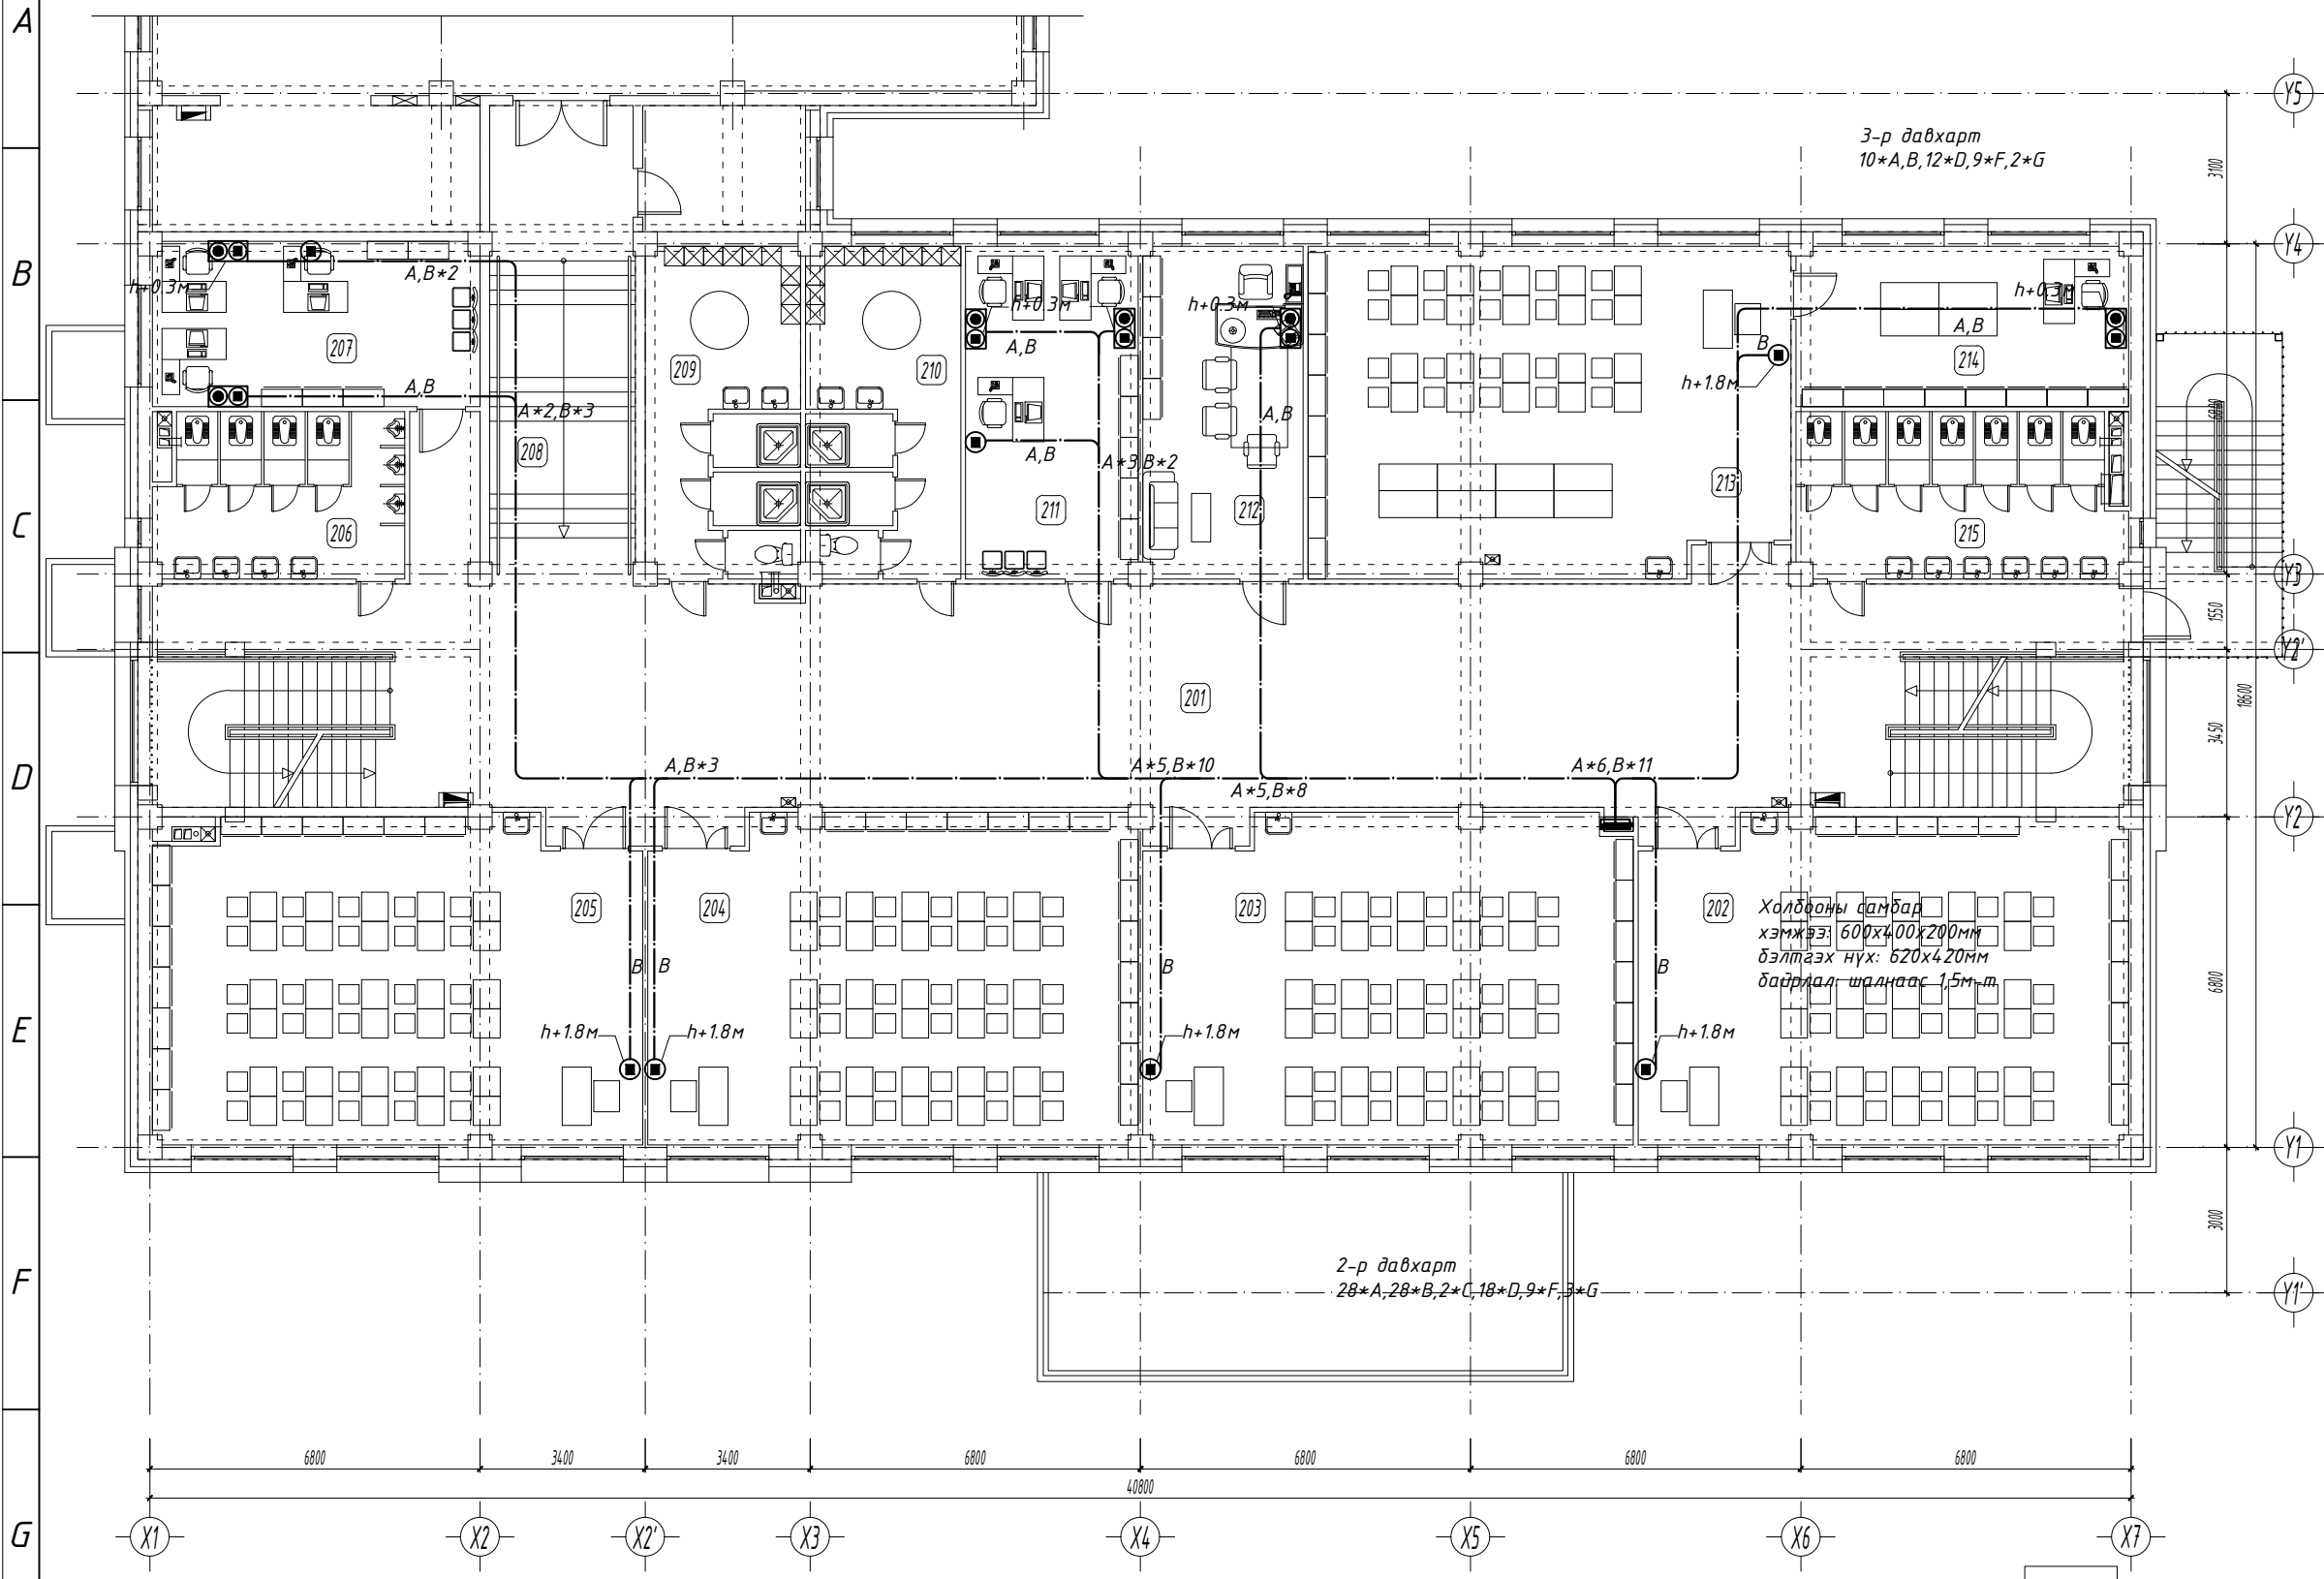 A
B
C
D
E
F
G
Y5
3-р давхарт
10*A,B,12*D,9*F,2*G
3100
Y4
A,B*2
h+0.3м
h+0.3м
h+0.3м
h+0.3м
A,B
A,B
207
209
210
214
B
h+1.8м
A,B
A*2,B*3
A,B
6800
208
A,B
A*3,B*2
213
211
212
206
215
Y3
1550
Y2'
201
18600
3450
A,B*3
A*5,B*10
A*6,B*11
A*5,B*8
Y2
205
204
203
202
Холбооны самбар
хэмжээ: 600х400х200мм
бэлтгэх нүх: 620х420мм
байрлал: шалнаас 1,5м-т
B
B
B
B
6800
h+1.8м
h+1.8м
h+1.8м
h+1.8м
Y1
3000
2-р давхарт
28*A,28*B,2*C,18*D,9*F,3*G
Y1'
6800
3400
3400
6800
6800
6800
6800
40800
X1
X2
X2'
X3
X4
X5
X6
X7